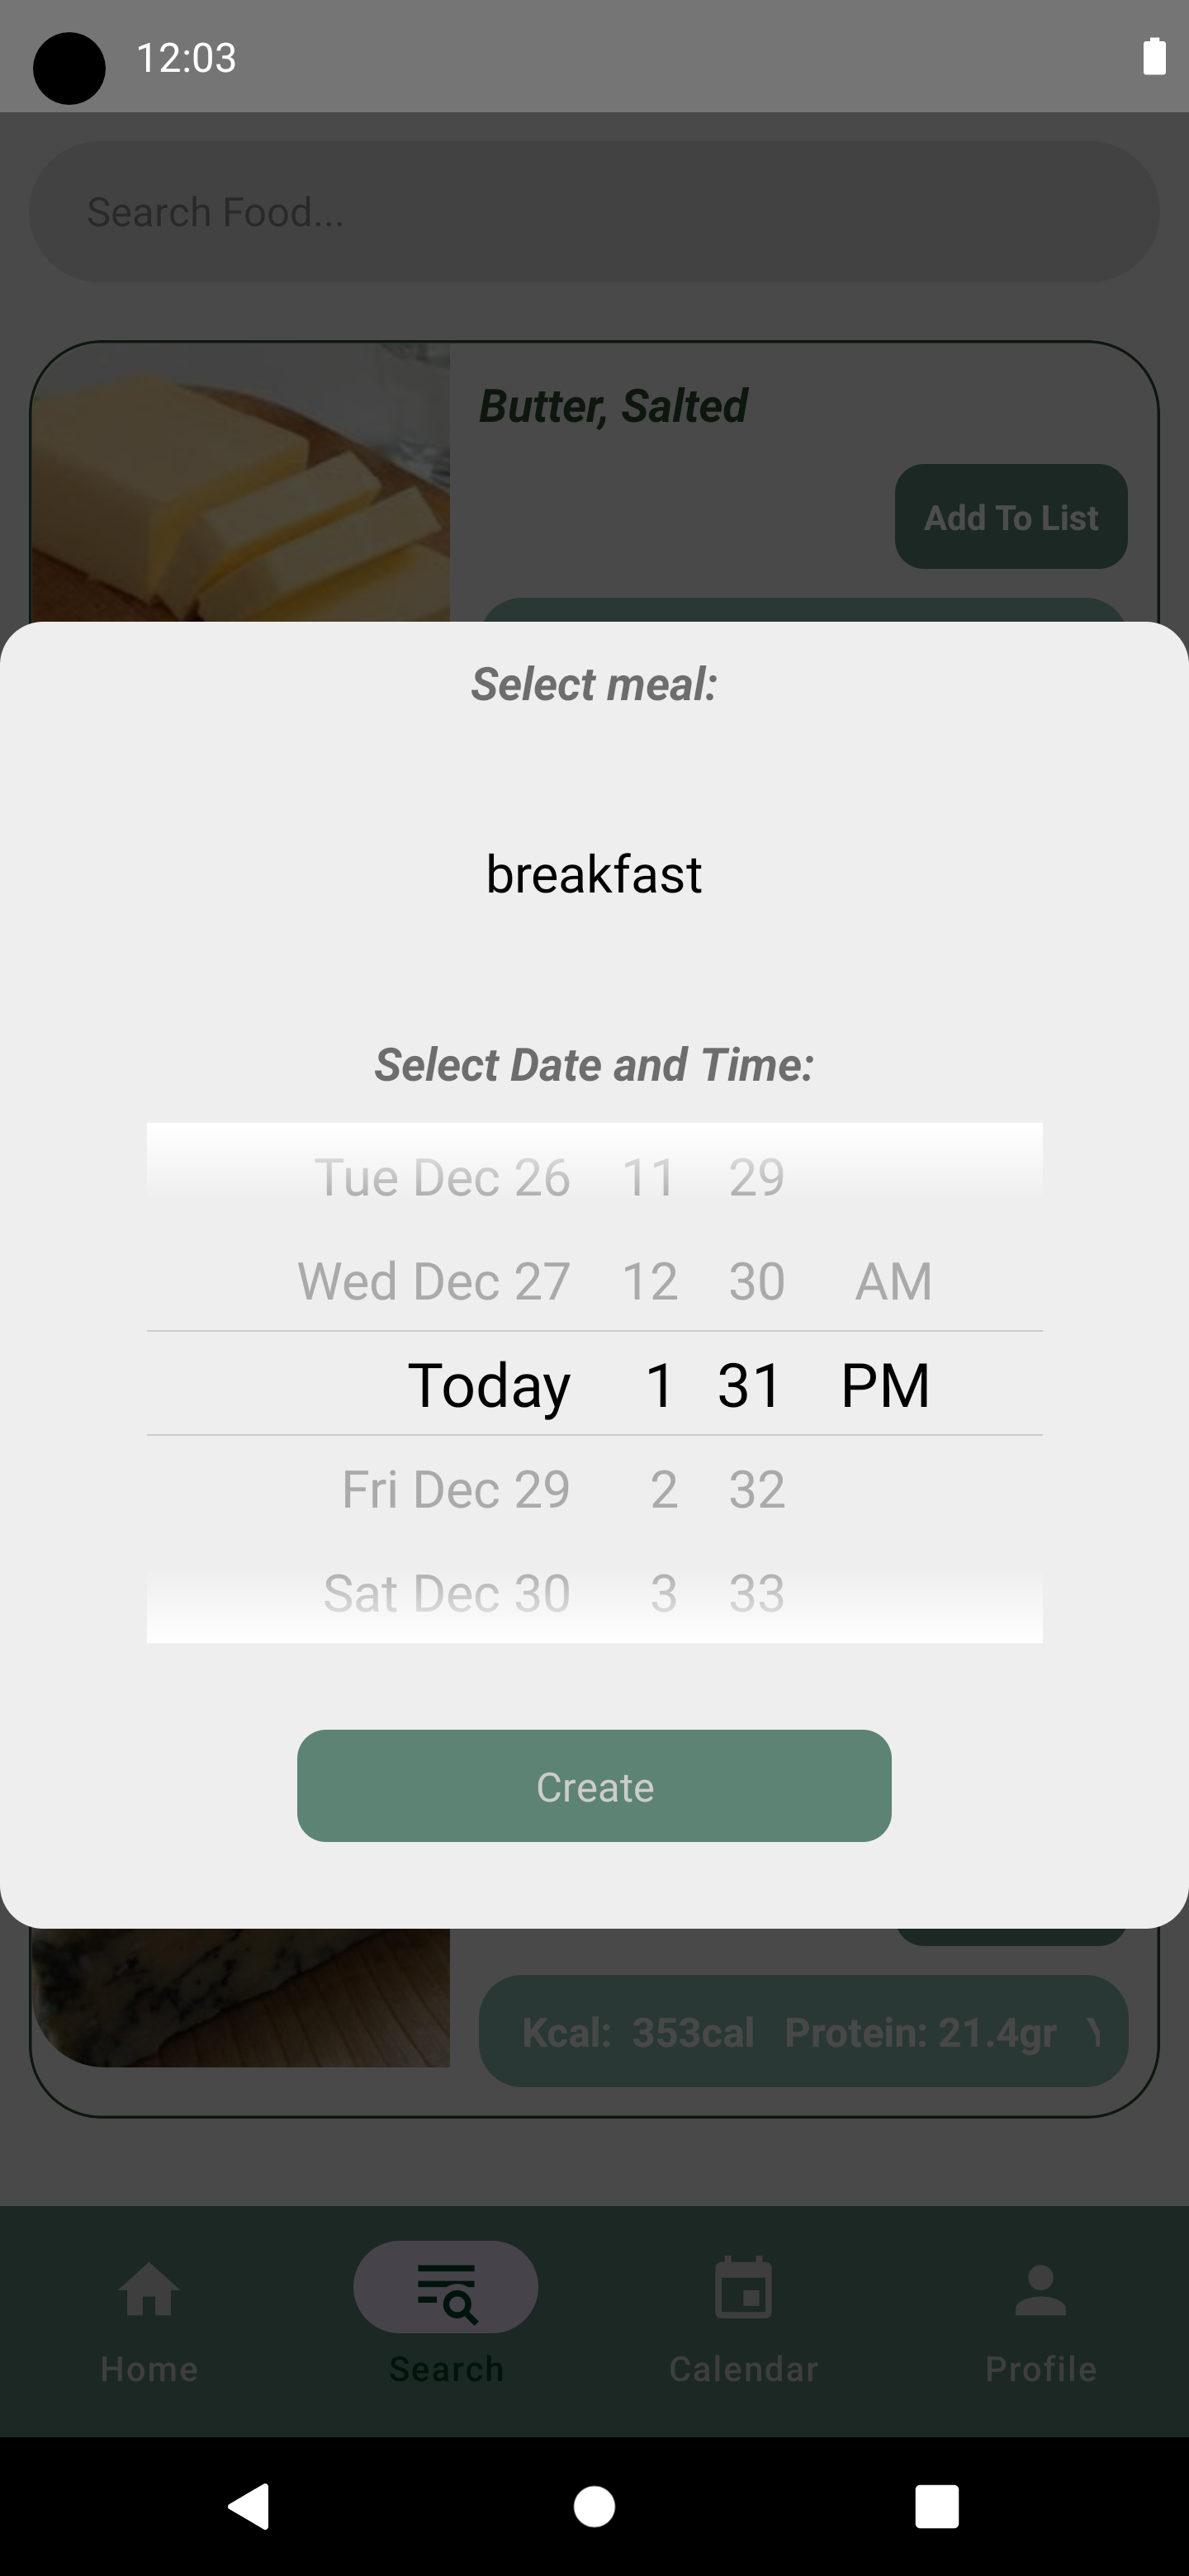 12:03
Search Food...
Butter, Salted
Add To List
Select meal:
breakfast
Select Date and Time:
Tue Dec 26 11 29
Wed Dec 27 12 30 AM
Today 1 31 PM
Fri Dec 29 2 32
Sat Dec 30 3 33
Create
Kcal: 353cal Protein: 21.4gr
Home Search Calendar Profile